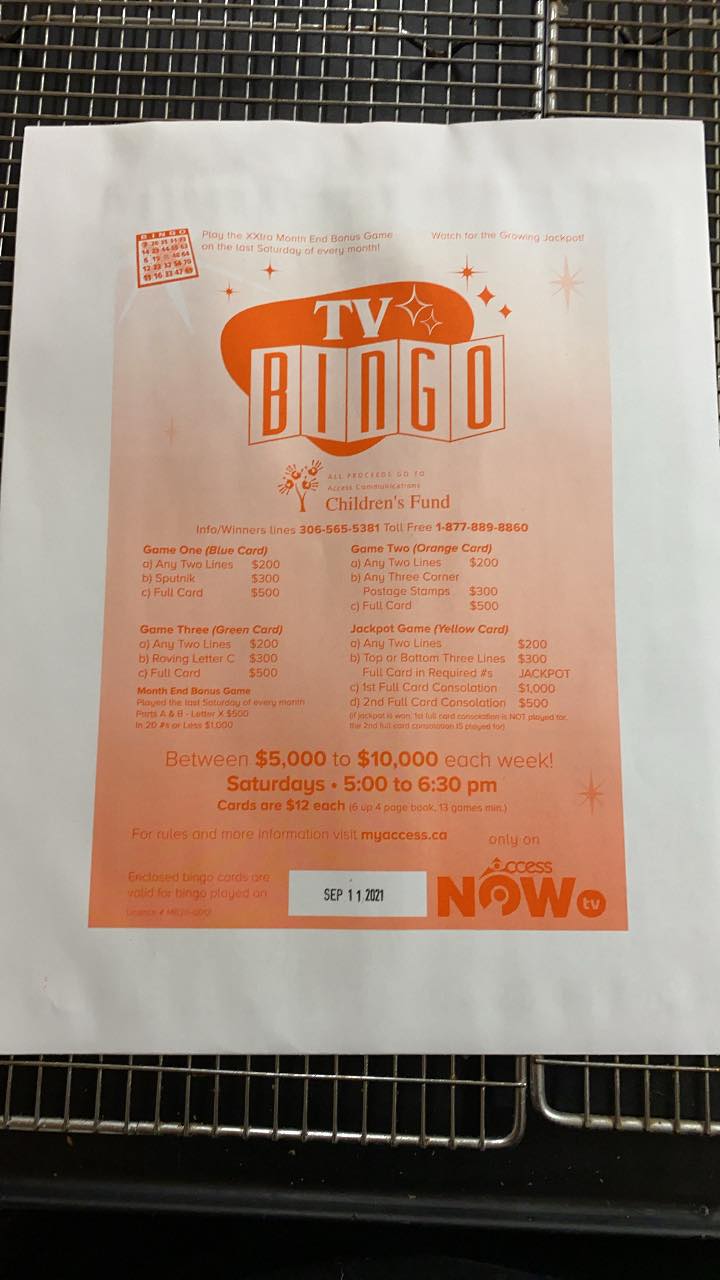 BINGO
Play the XXtra Month End Bonus Game
on the last Saturday of every month!
Watch for the Growing Jackpot!
TV
BINGO
ALL PROCEEDS GO TO
Access Communications
Children's Fund
Info/Winners lines 306-565-5381 Toll Free 1-877-889-8860
Game One (Blue Card)
a) Any Two Lines $200
b) Sputnik $300
c) Full Card $500
Game Two (Orange Card)
a) Any Two Lines $200
b) Any Three Corner
Postage Stamps $300
c) Full Card $500
Game Three (Green Card)
a) Any Two Lines $200
b) Roving Letter C $300
c) Full Card $500
Month End Bonus Game
Played the last Saturday of every month
Parts A & B - Letter X $500
In 20 #s or Less $1,000
Jackpot Game (Yellow Card)
a) Any Two Lines $200
b) Top or Bottom Three Lines $300
Full Card in Required #s JACKPOT
c) 1st Full Card Consolation $1,000
d) 2nd Full Card Consolation $500
(if jackpot is won, 1st full card consolation is NOT played for,
the 2nd full card consolation IS played for)
Between $5,000 to $10,000 each week!
Saturdays • 5:00 to 6:30 pm
Cards are $12 each (6 up 4 page book, 13 games min.)
For rules and more information visit myaccess.ca
only on
Enclosed bingo cards are
valid for bingo played on
SEP 11 2021
access
NOW tv
Licence #